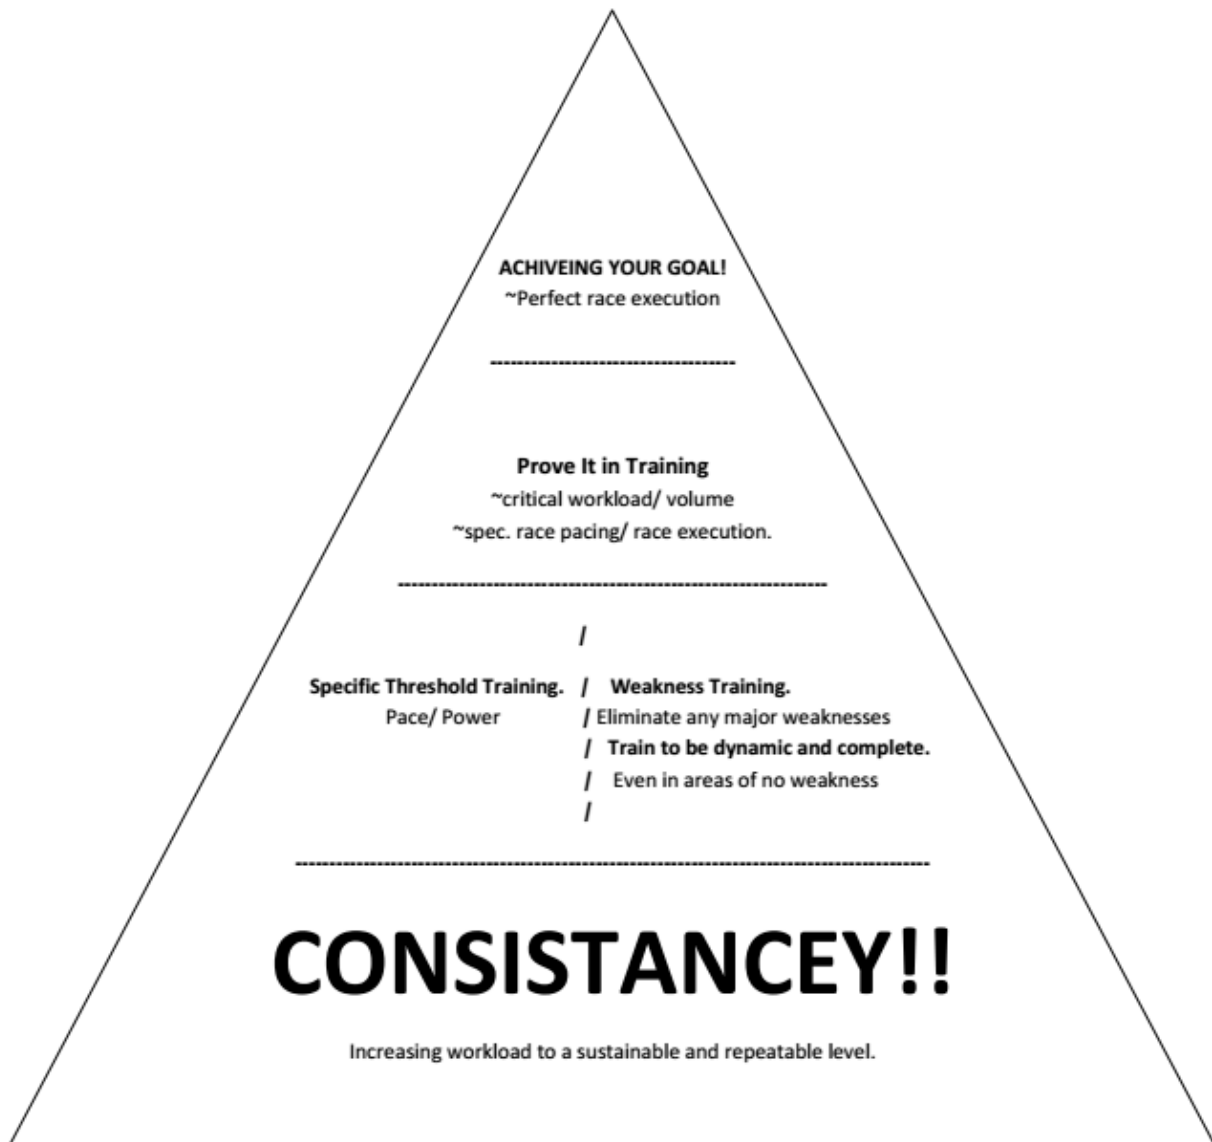 ACHIVEING YOUR GOAL!
~Perfect race execution
------------------------------------
Prove It in Training
~critical workload/ volume
~spec. race pacing/ race execution.
---------------------------------------------------------------
/
Specific Threshold Training. / Weakness Training.
Pace/ Power / Eliminate any major weaknesses
/ Train to be dynamic and complete.
/ Even in areas of no weakness
/
---------------------------------------------------------------------------------------------
CONSISTANCEY!!
Increasing workload to a sustainable and repeatable level.